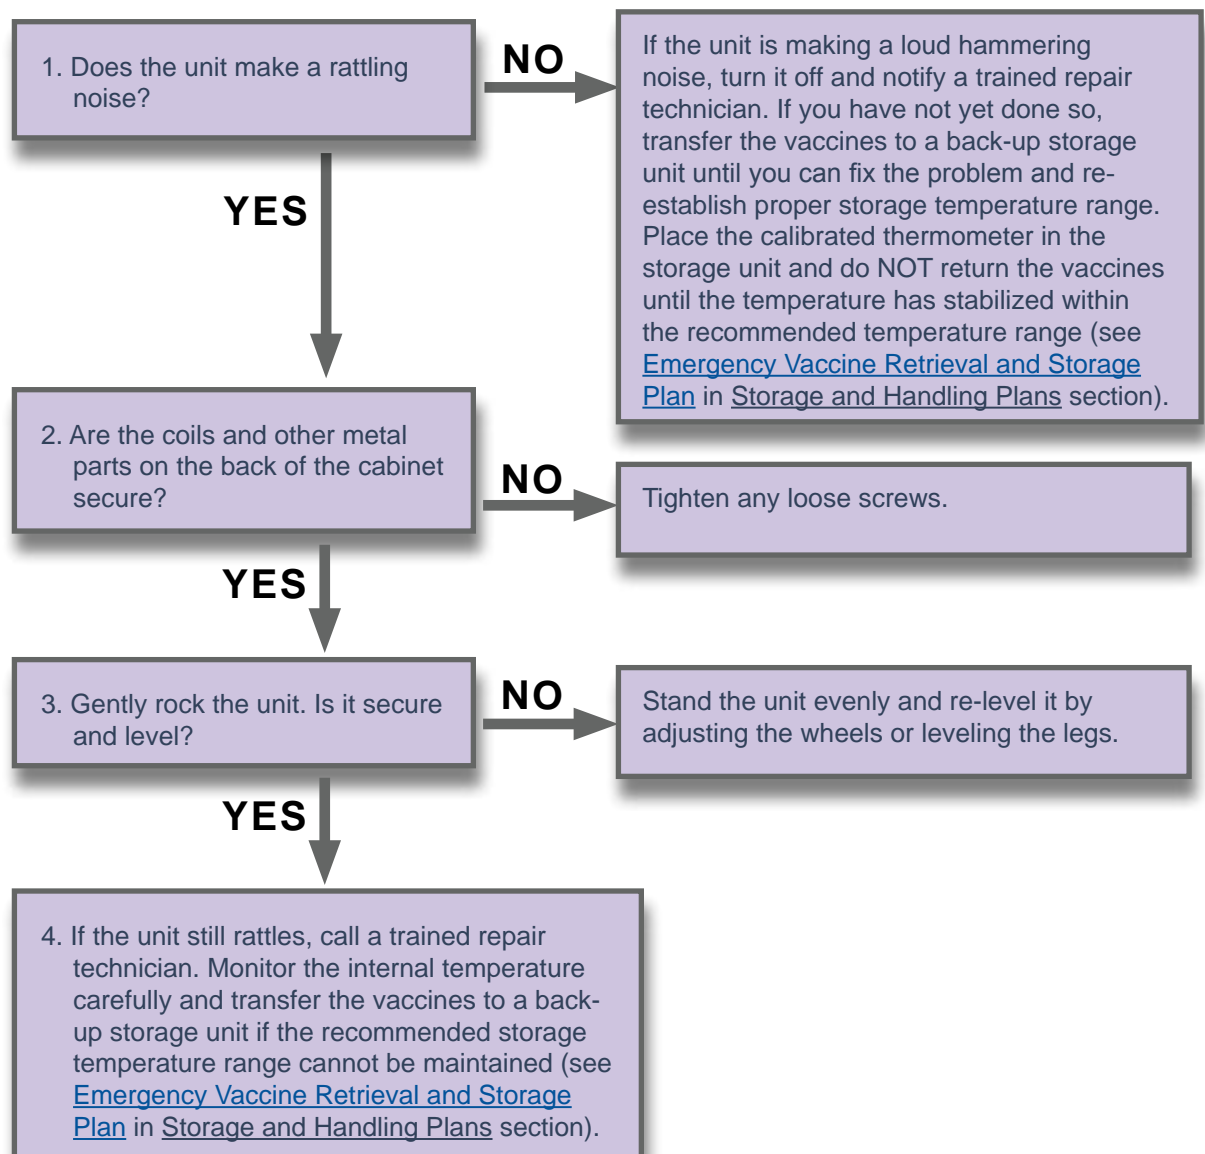 1. Does the unit make a rattling
noise?
NO
If the unit is making a loud hammering
noise, turn it off and notify a trained repair
technician. If you have not yet done so,
transfer the vaccines to a back-up storage
unit until you can fix the problem and re-
establish proper storage temperature range.
Place the calibrated thermometer in the
storage unit and do NOT return the vaccines
until the temperature has stabilized within
the recommended temperature range (see
Emergency Vaccine Retrieval and Storage
Plan in Storage and Handling Plans section).
YES
2. Are the coils and other metal
parts on the back of the cabinet
secure?
NO
Tighten any loose screws.
YES
3. Gently rock the unit. Is it secure
and level?
NO
Stand the unit evenly and re-level it by
adjusting the wheels or leveling the legs.
YES
4. If the unit still rattles, call a trained repair
technician. Monitor the internal temperature
carefully and transfer the vaccines to a back-
up storage unit if the recommended storage
temperature range cannot be maintained (see
Emergency Vaccine Retrieval and Storage
Plan in Storage and Handling Plans section).